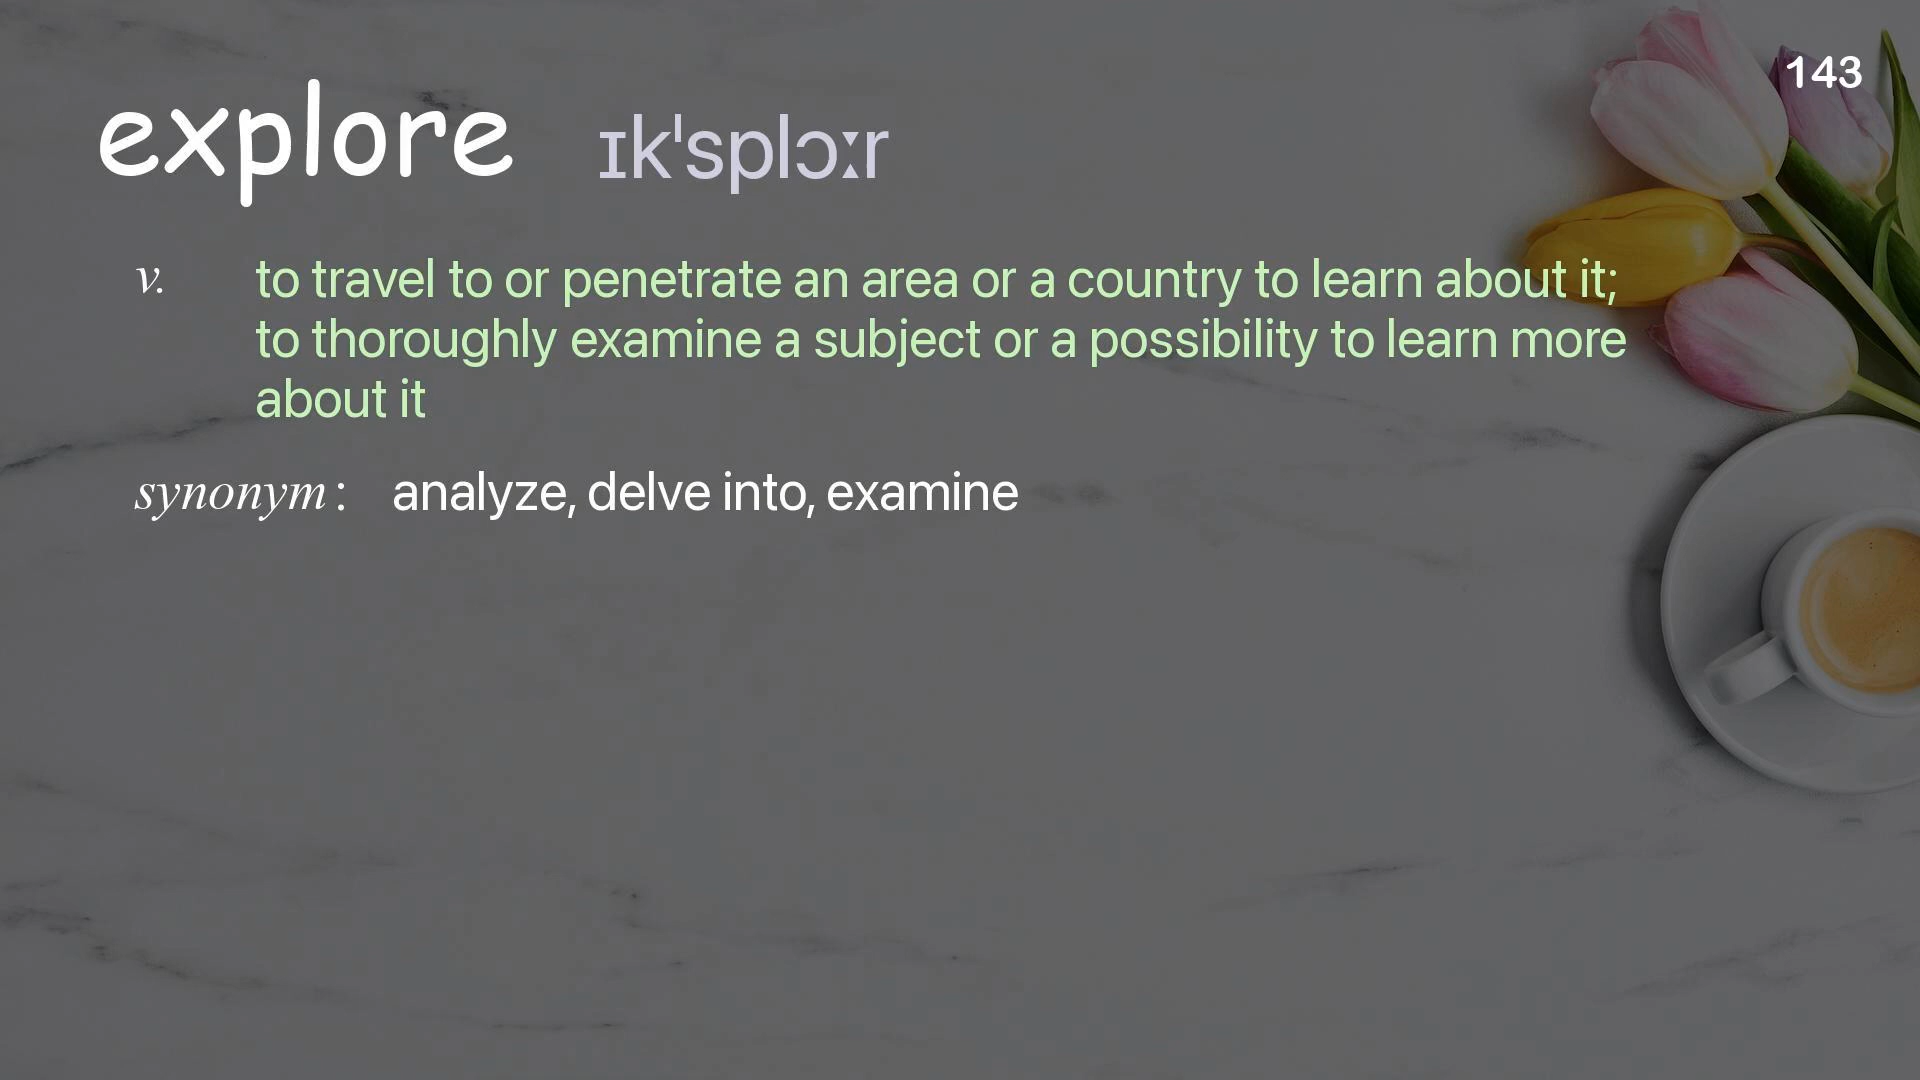 143
explore ɪkˈsplɔːr
v. to travel to or penetrate an area or a country to learn about it;
to thoroughly examine a subject or a possibility to learn more
about it
synonym : analyze, delve into, examine